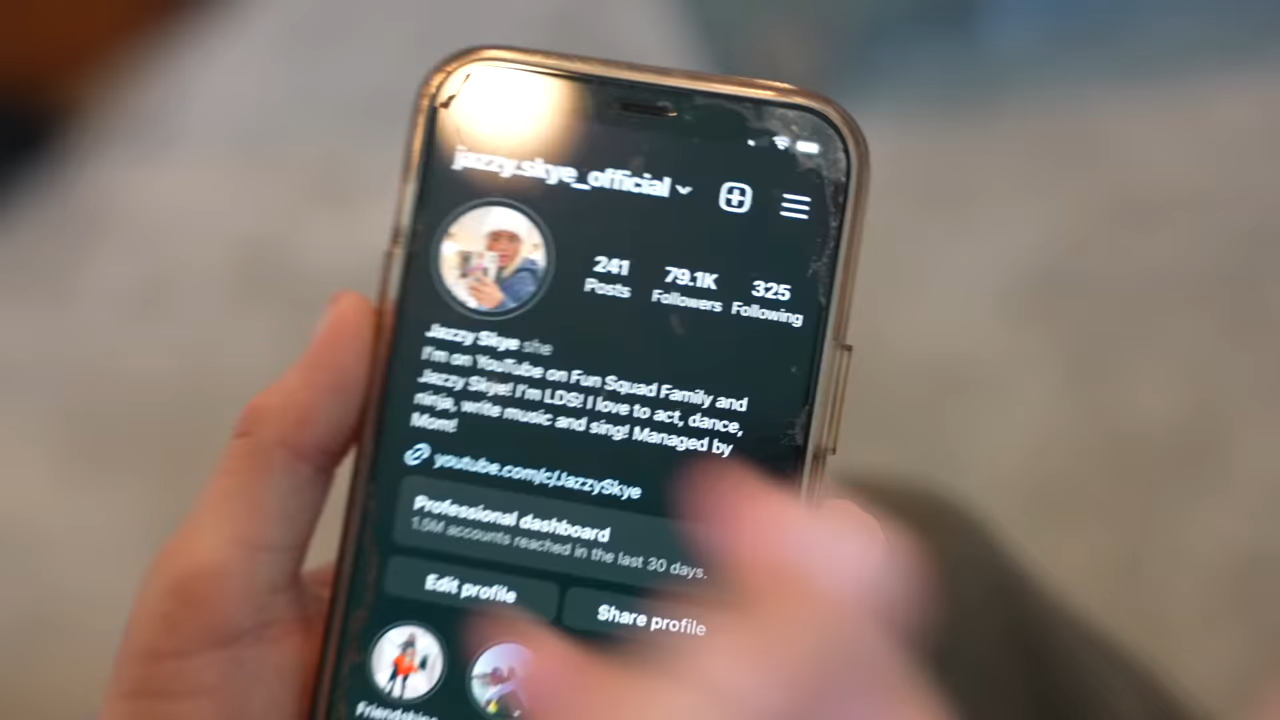 jazzy.skye_official
241 79.1K 325
Posts Followers Following
Jazzy Skye she
I'm on YouTube on Fun Squad Family and
Jazzy Skye! I'm LDS! I love to act, dance,
ninja, write music and sing! Managed by
Mom!
youtube.com/c/JazzySkye
Professional dashboard
1.5M accounts reached in the last 30 days.
Edit profile Share profile
Friendships